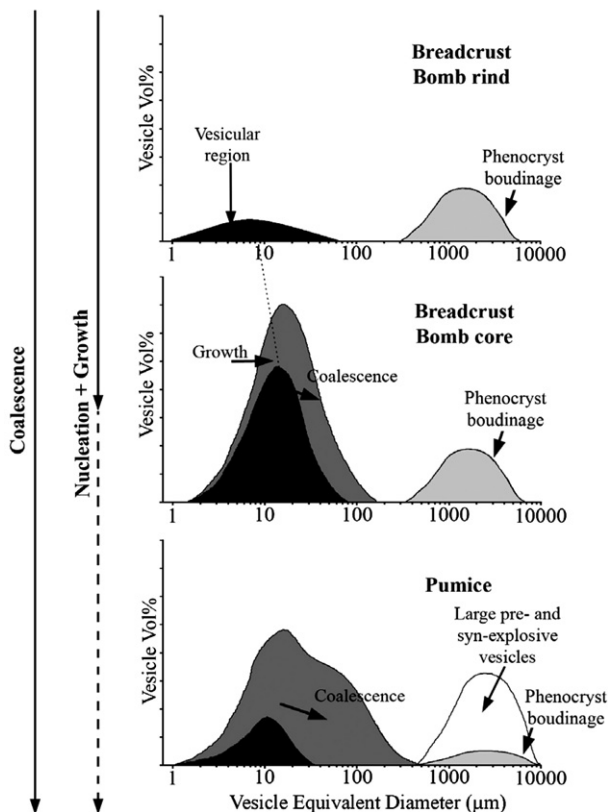 Coalescence
Nucleation + Growth
Vesicle Vol%
Breadcrust
Bomb rind
Vesicular
region
Phenocryst
boudinage
1 10 100 1000 10000
Vesicle Vol%
Breadcrust
Bomb core
Growth
Coalescence
Phenocryst
boudinage
1 10 100 1000 10000
Vesicle Vol%
Pumice
Large pre- and
syn-explosive
vesicles
Coalescence
Phenocryst
boudinage
1 10 100 1000 10000
Vesicle Equivalent Diameter (µm)